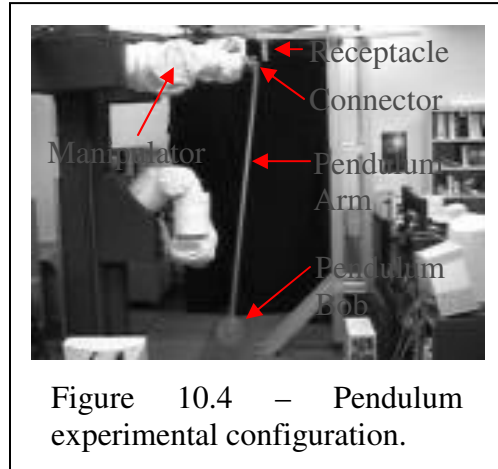 Receptacle
Connector
Manipulator
Pendulum
Arm
Pendulum
Bob
Figure 10.4 – Pendulum
experimental configuration.